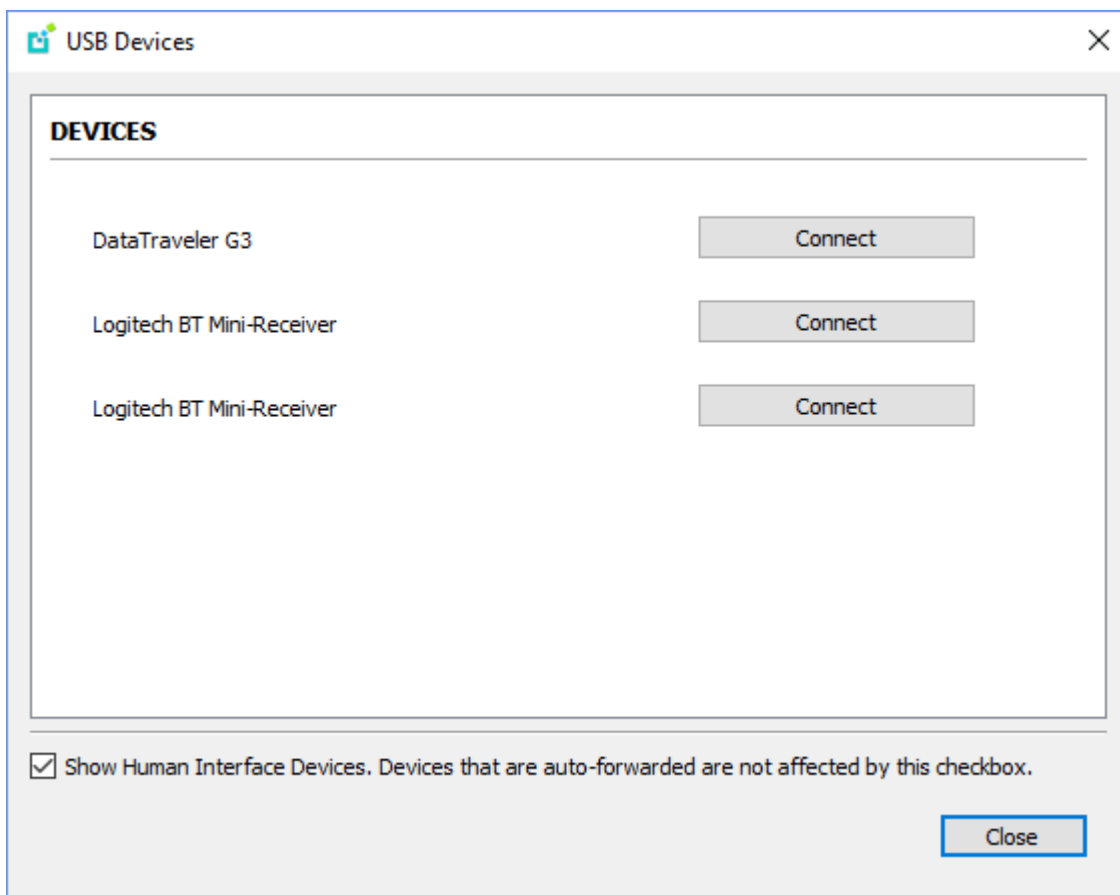 USB Devices
DEVICES
DataTraveler G3 Connect
Logitech BT Mini-Receiver Connect
Logitech BT Mini-Receiver Connect
Show Human Interface Devices. Devices that are auto-forwarded are not affected by this checkbox.
Close